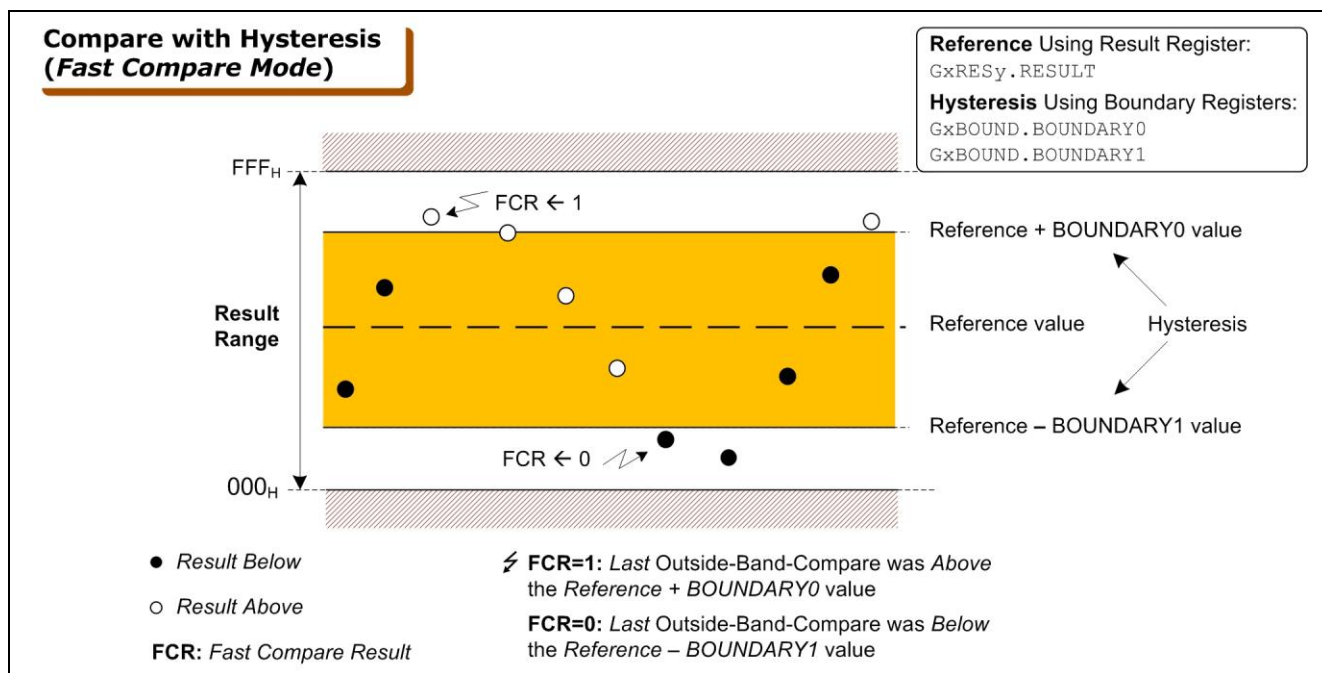 Compare with Hysteresis
(Fast Compare Mode)
Reference Using Result Register:
GxRESy.RESULT
Hysteresis Using Boundary Registers:
GxBOUND.BOUNDARY0
GxBOUND.BOUNDARY1
FFFH
FCR ← 1
Reference + BOUNDARY0 value
Result
Range
Reference value
Hysteresis
Reference – BOUNDARY1 value
FCR ← 0
000H
Result Below
Result Above
FCR: Fast Compare Result
FCR=1: Last Outside-Band-Compare was Above
the Reference + BOUNDARY0 value
FCR=0: Last Outside-Band-Compare was Below
the Reference – BOUNDARY1 value